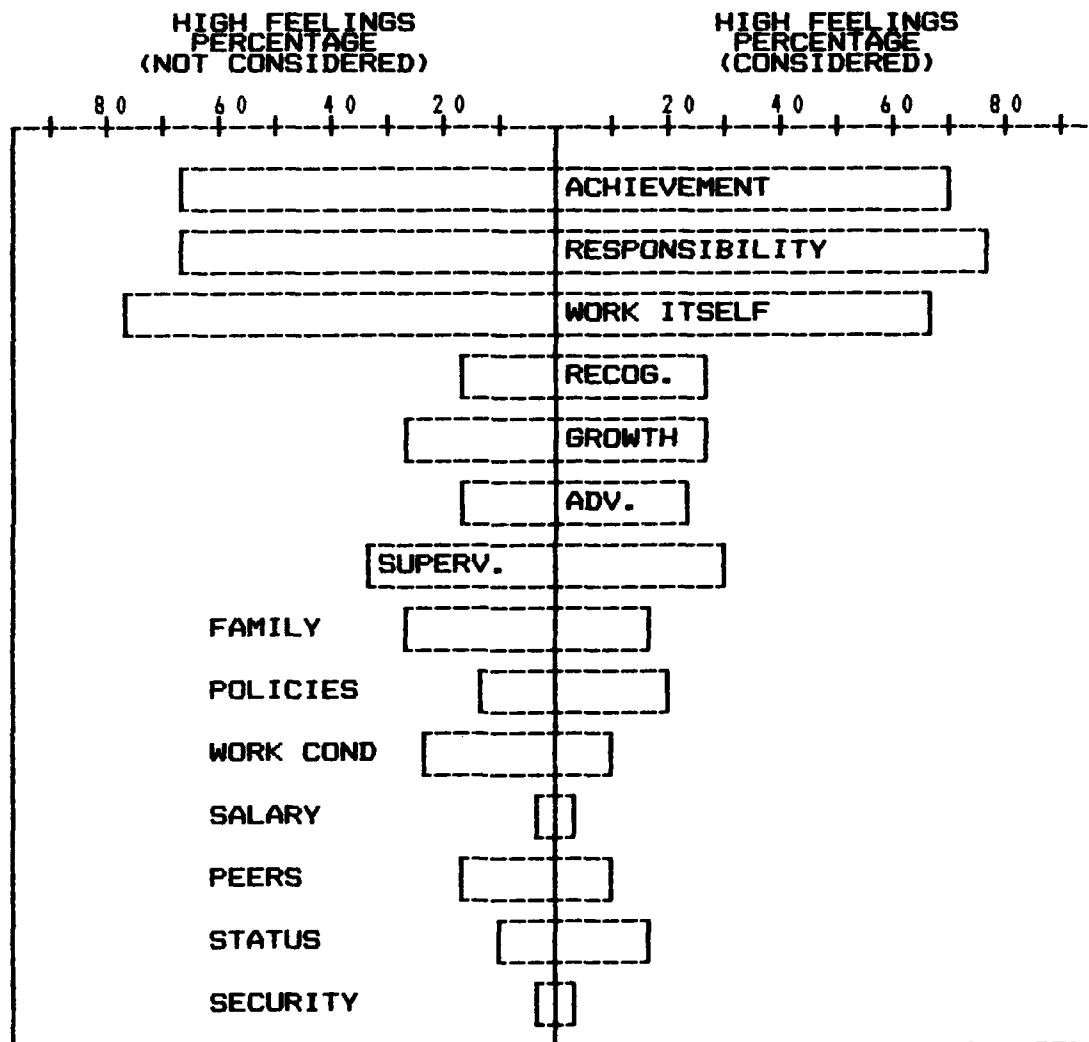 HIGH FEELINGS
PERCENTAGE
(NOT CONSIDERED)
HIGH FEELINGS
PERCENTAGE
(CONSIDERED)
80 60 40 20 20 40 60 80
ACHIEVEMENT
RESPONSIBILITY
WORK ITSELF
RECOG.
GROWTH
ADV.
SUPERV.
FAMILY
POLICIES
WORK COND
SALARY
PEERS
STATUS
SECURITY